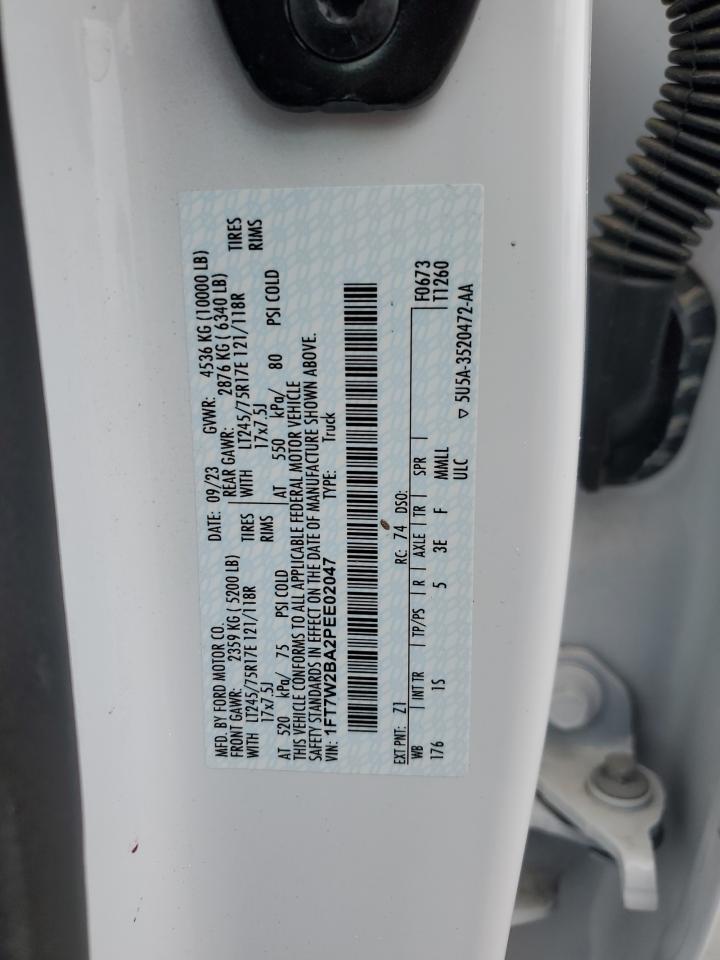 MFD. BY FORD MOTOR CO.
DATE: 09/23 GVWR: 4536 KG (10000 LB)
FRONT GAWR: 2359 KG ( 5200 LB) REAR GAWR: 2876 KG ( 6340 LB)
WITH LT245/75R17E 121/118R TIRES WITH LT245/75R17E 121/118R TIRES
17x7.5J RIMS 17x7.5J RIMS
AT 520 kPa/ 75 PSI COLD AT 550 kPa/ 80 PSI COLD
THIS VEHICLE CONFORMS TO ALL APPLICABLE FEDERAL MOTOR VEHICLE
SAFETY STANDARDS IN EFFECT ON THE DATE OF MANUFACTURE SHOWN ABOVE.
VIN: 1FT7W2BA2PEE02047 TYPE: Truck
EXT PNT: Z1 RC: 74 DSO: F0673
WB INT TR TP/PS R AXLE TR SPR T1260
176 1S 5 3E F MMLL
ULC ▽ 5U5A-3520472-AA